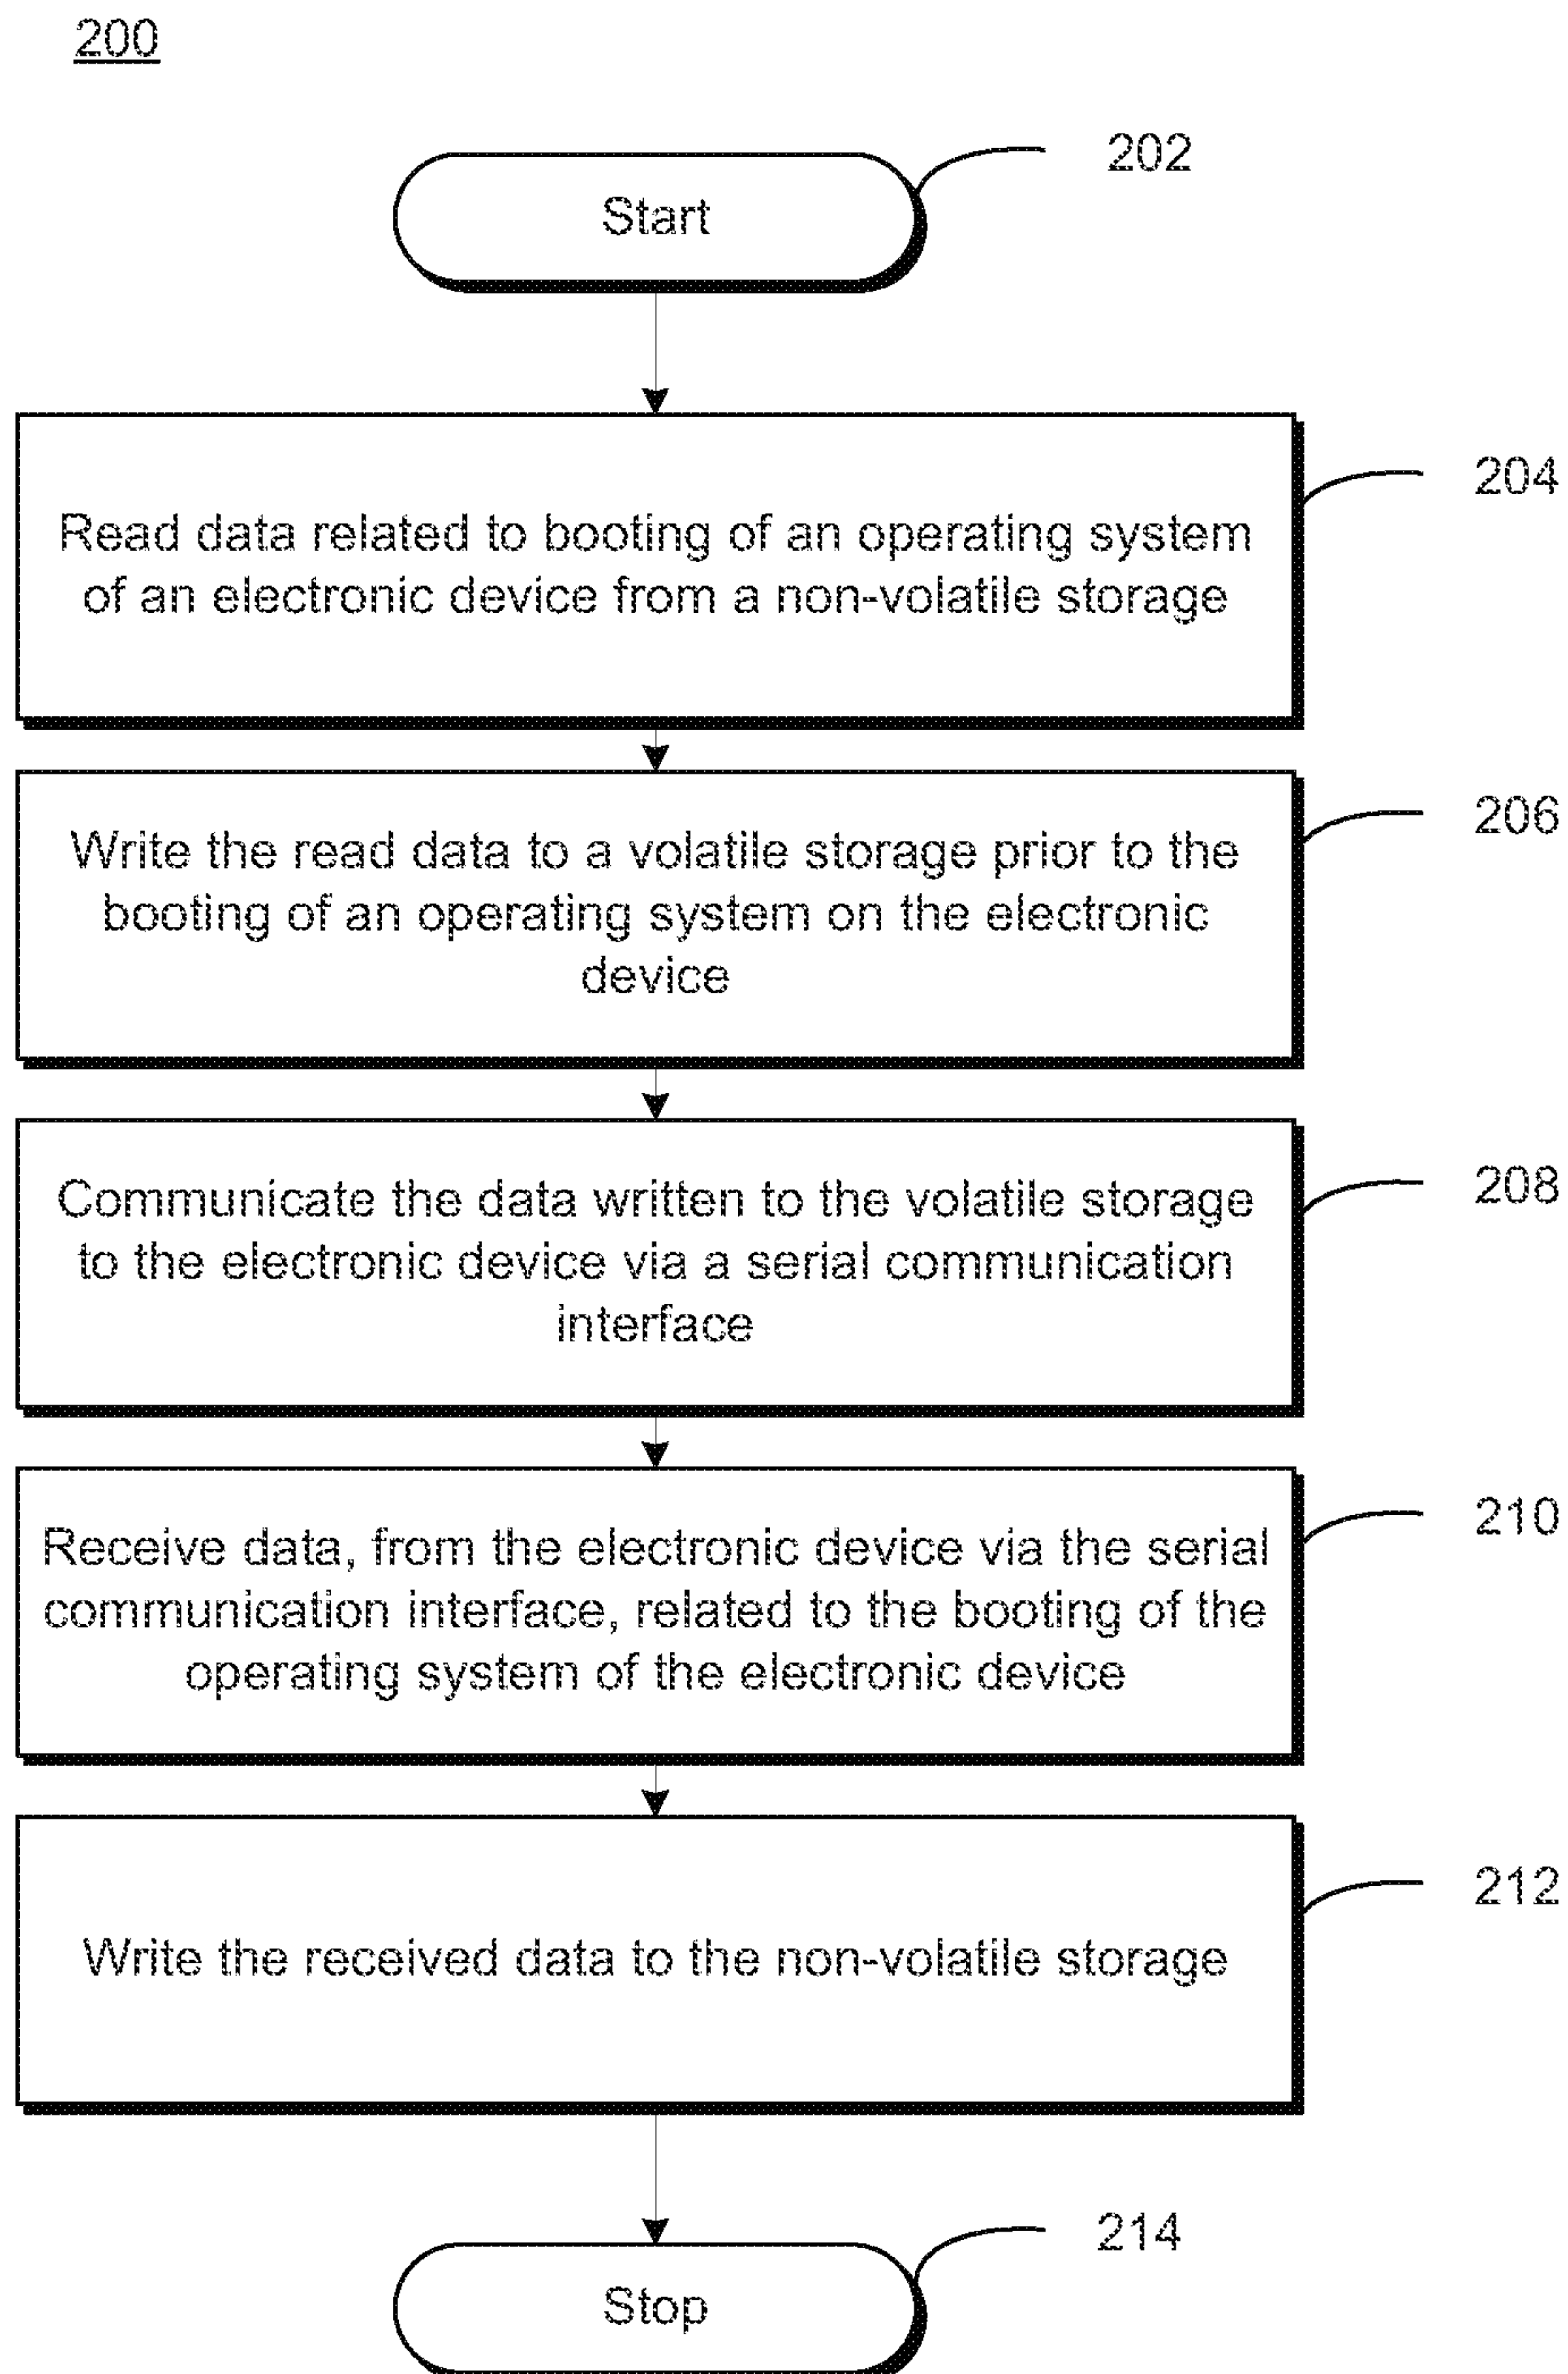 200
202
Start
204
Read data related to booting of an operating system
of an electronic device from a non-volatile storage
206
Write the read data to a volatile storage prior to the
booting of an operating system on the electronic
device
208
Communicate the data written to the volatile storage
to the electronic device via a serial communication
interface
210
Receive data, from the electronic device via the serial
communication interface, related to the booting of the
operating system of the electronic device
212
Write the received data to the non-volatile storage
214
Stop